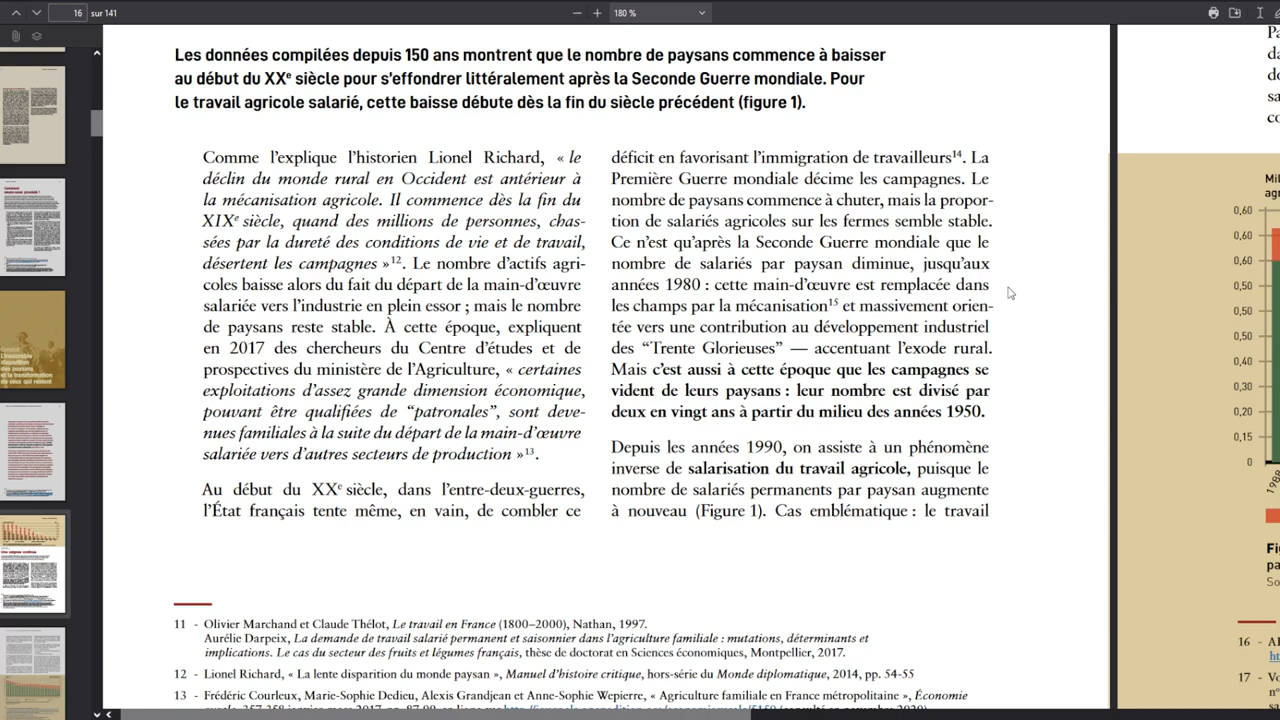 16 sur 141
180 %
Les données compilées depuis 150 ans montrent que le nombre de paysans commence à baisser
au début du XXe siècle pour s'effondrer littéralement après la Seconde Guerre mondiale. Pour
le travail agricole salarié, cette baisse débute dès la fin du siècle précédent (figure 1).
Comme l'explique l'historien Lionel Richard, « le
déclin du monde rural en Occident est antérieur à
la mécanisation agricole. Il commence dès la fin du
XIXe siècle, quand des millions de personnes, chas-
sées par la dureté des conditions de vie et de travail,
désertent les campagnes »12. Le nombre d'actifs agri-
coles baisse alors du fait du départ de la main-d'œuvre
salariée vers l'industrie en plein essor ; mais le nombre
de paysans reste stable. À cette époque, expliquent
en 2017 des chercheurs du Centre d'études et de
prospectives du ministère de l'Agriculture, « certaines
exploitations d'assez grande dimension économique,
pouvant être qualifiées de “patronales”, sont deve-
nues familiales à la suite du départ de la main-d'œuvre
salariée vers d'autres secteurs de production »13.
Au début du XXe siècle, dans l'entre-deux-guerres,
l'État français tente même, en vain, de combler ce
déficit en favorisant l'immigration de travailleurs14. La
Première Guerre mondiale décime les campagnes. Le
nombre de paysans commence à chuter, mais la propor-
tion de salariés agricoles sur les fermes semble stable.
Ce n'est qu'après la Seconde Guerre mondiale que le
nombre de salariés par paysan diminue, jusqu'aux
années 1980 : cette main-d'œuvre est remplacée dans
les champs par la mécanisation15 et massivement orien-
tée vers une contribution au développement industriel
des “Trente Glorieuses” — accentuant l'exode rural.
Mais c'est aussi à cette époque que les campagnes se
vident de leurs paysans : leur nombre est divisé par
deux en vingt ans à partir du milieu des années 1950.
Depuis les années 1990, on assiste à un phénomène
inverse de salarisation du travail agricole, puisque le
nombre de salariés permanents par paysan augmente
à nouveau (Figure 1). Cas emblématique : le travail
11 - Olivier Marchand et Claude Thélot, Le travail en France (1800–2000), Nathan, 1997.
Aurélie Darpeix, La demande de travail salarié permanent et saisonnier dans l'agriculture familiale : mutations, déterminants et
implications. Le cas du secteur des fruits et légumes français, thèse de doctorat en Sciences économiques, Montpellier, 2017.
12 - Lionel Richard, « La lente disparition du monde paysan », Manuel d'histoire critique, hors-série du Monde diplomatique, 2014, pp. 54-55
13 - Frédéric Courleux, Marie-Sophie Dedieu, Alexis Grandjean et Anne-Sophie Wepierre, « Agriculture familiale en France métropolitaine », Économie
Pa
da
do
sa
co
Mil
agr
0,60
0,60
0,60
0,50
0,50
0,40
0,30
0,20
0,15
0
Fig
pa
So
16 - Al
ht
17 - Vo
n°
sa